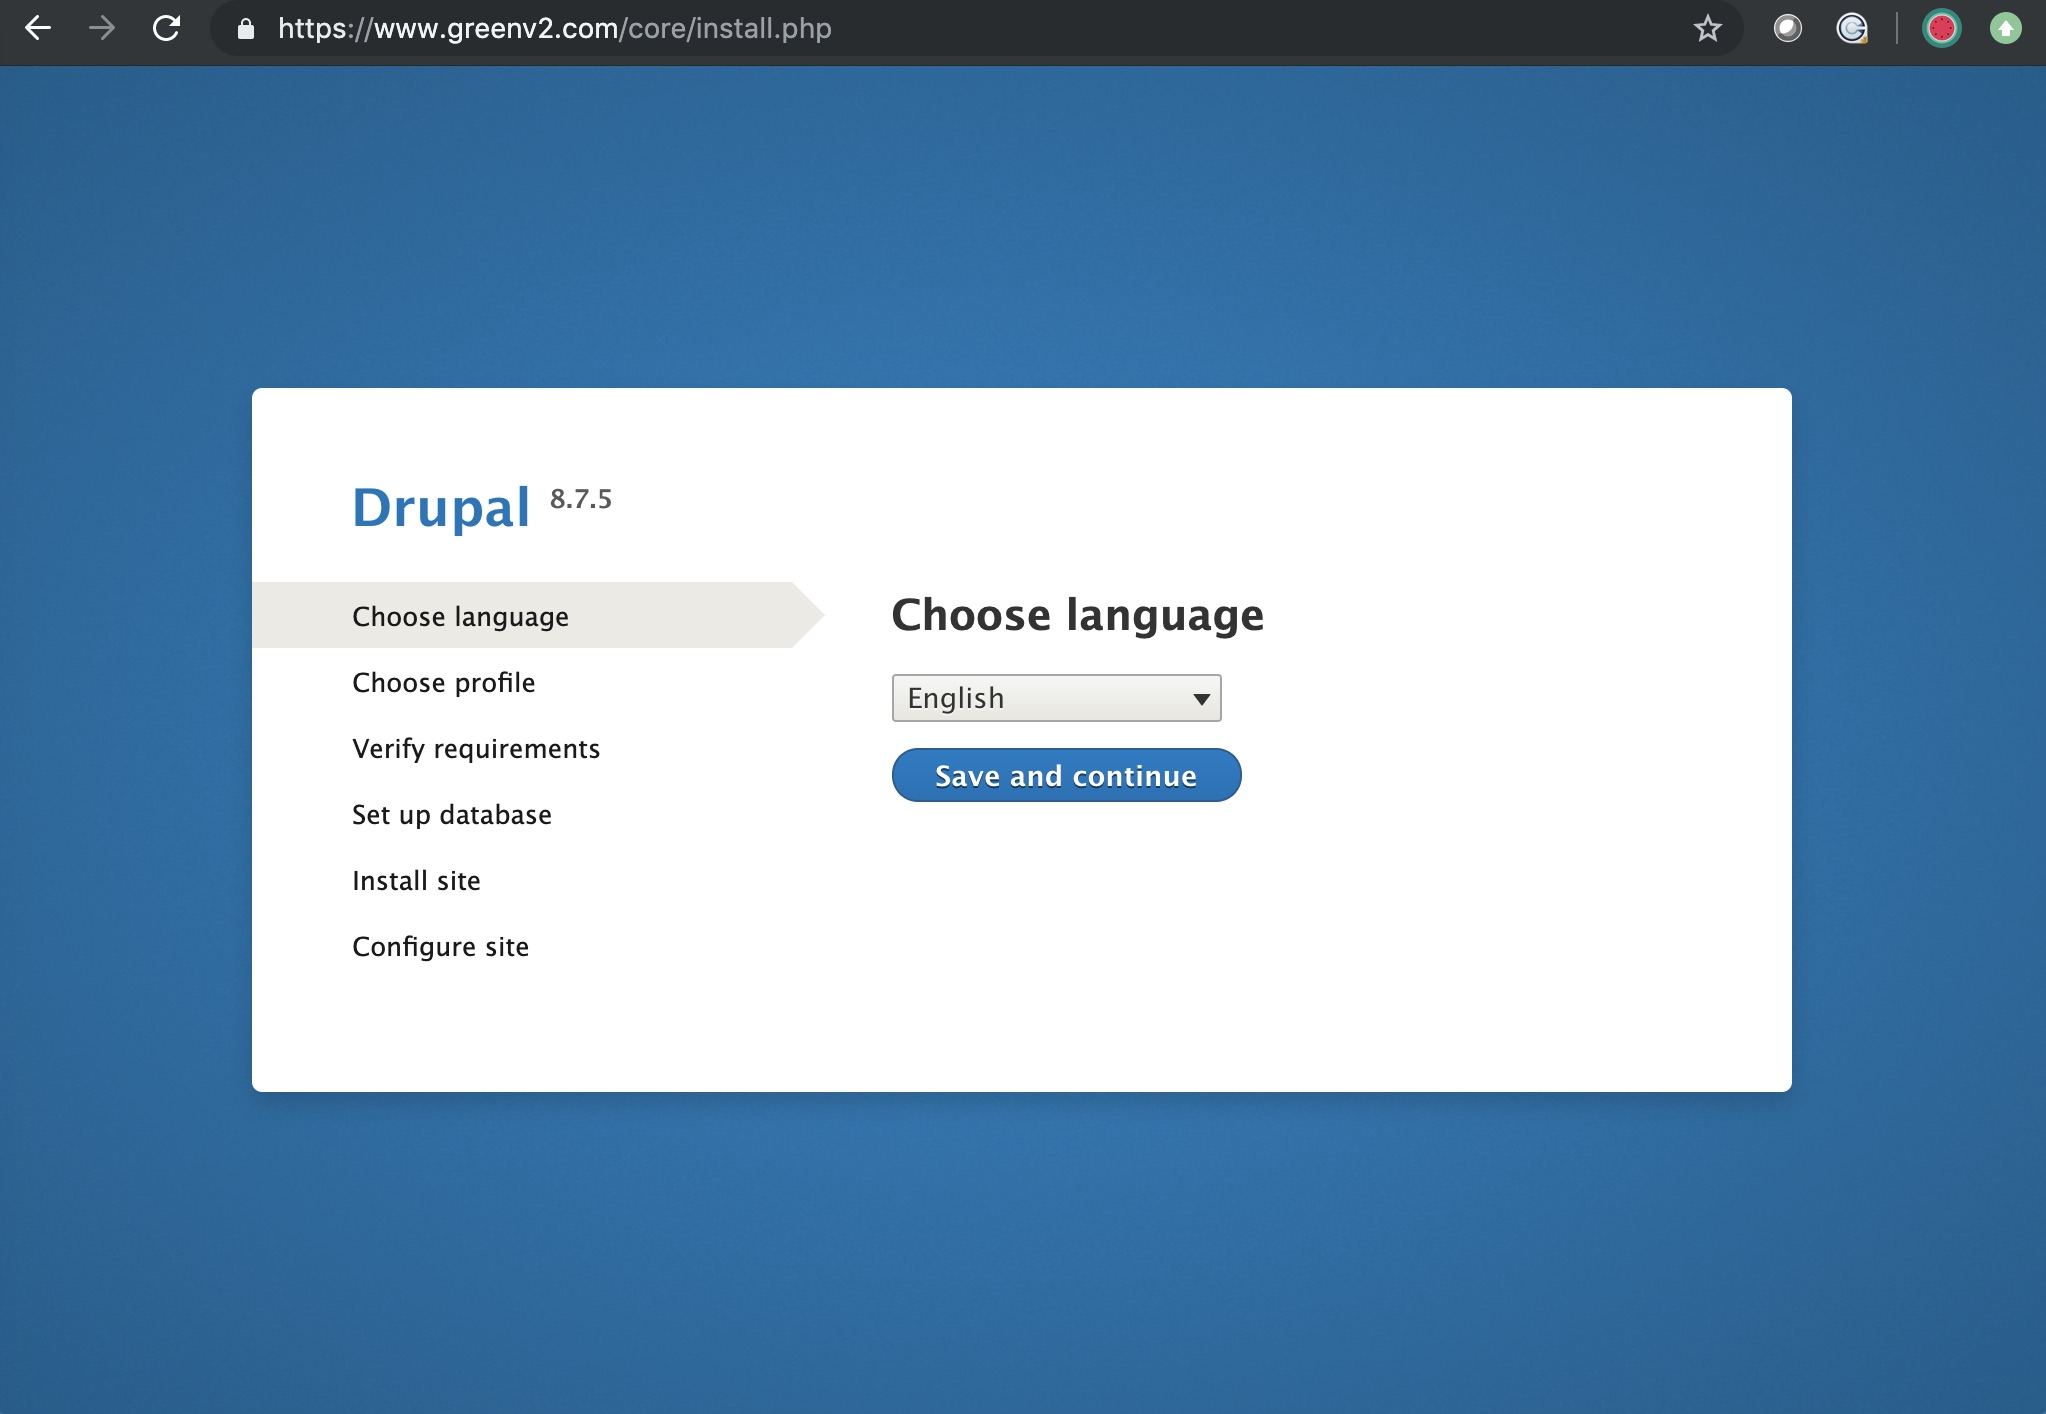 https://www.greenv2.com/core/install.php
Drupal 8.7.5
Choose language
Choose profile
Verify requirements
Set up database
Install site
Configure site
Choose language
English
Save and continue